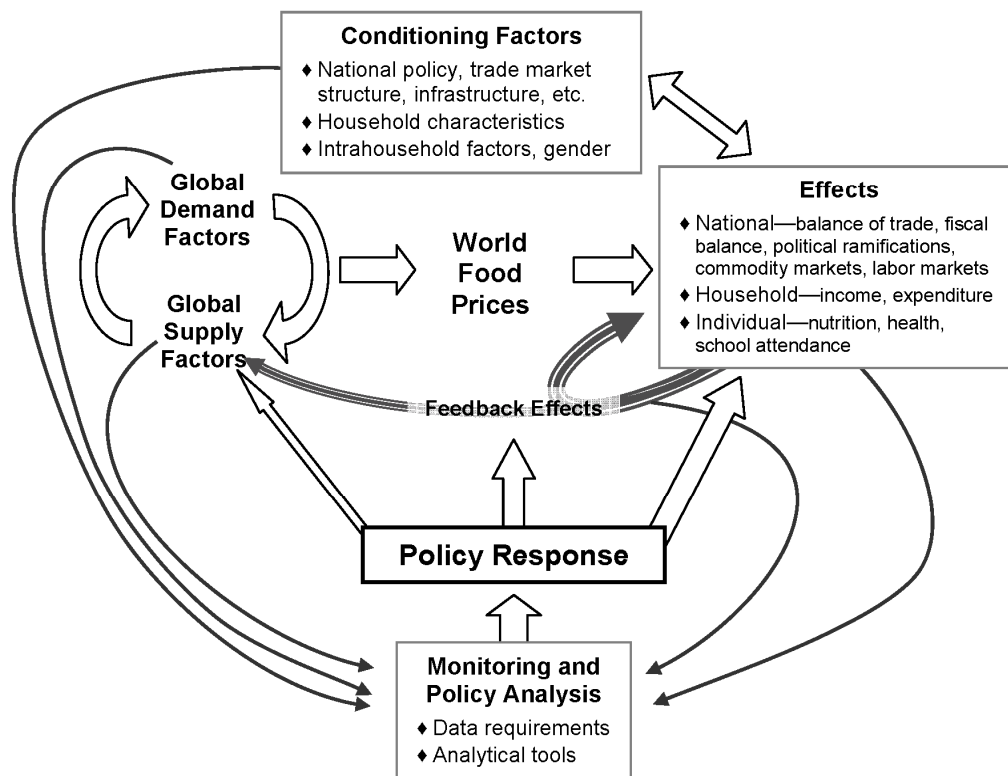 Conditioning Factors
♦ National policy, trade market
structure, infrastructure, etc.
♦ Household characteristics
♦ Intrahousehold factors, gender
Global
Demand
Factors
Global
Supply
Factors
World
Food
Prices
Effects
♦ National—balance of trade, fiscal
balance, political ramifications,
commodity markets, labor markets
♦ Household—income, expenditure
♦ Individual—nutrition, health,
school attendance
Feedback Effects
Policy Response
Monitoring and
Policy Analysis
♦ Data requirements
♦ Analytical tools